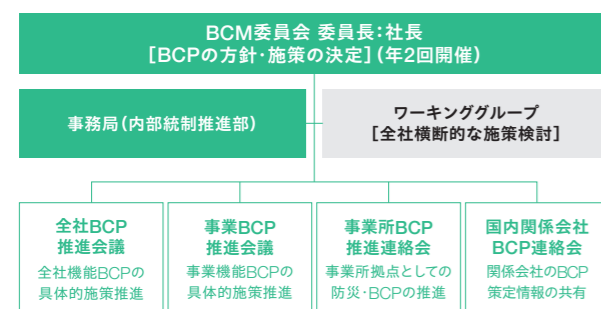 BCM委員会 委員長:社長
[BCPの方針・施策の決定](年2回開催)
事務局(内部統制推進部)
ワーキンググループ
[全社横断的な施策検討]
全社BCP
推進会議
全社機能BCPの
具体的施策推進
事業BCP
推進会議
事業機能BCPの
具体的施策推進
事業所BCP
推進連絡会
事業所拠点としての
防災・BCPの推進
国内関係会社
BCP連絡会
関係会社のBCP
策定情報の共有